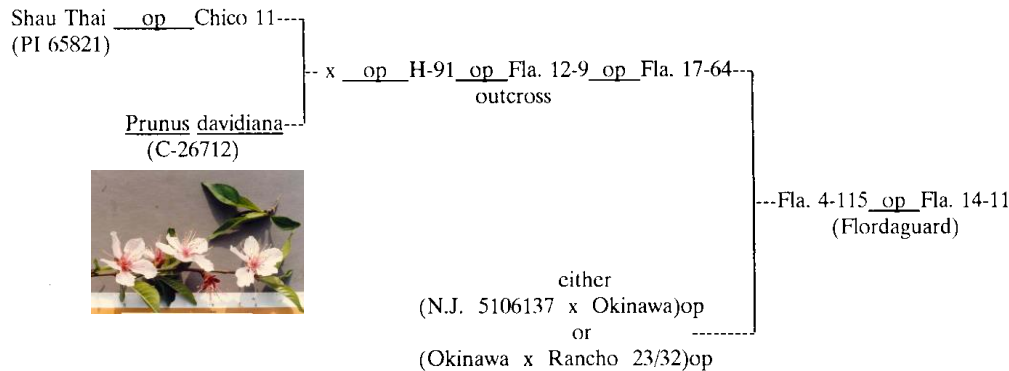 Shau Thai op Chico 11---
(PI 65821)
-- x op H-91 op Fla. 12-9 op Fla. 17-64--
outcross
Prunus davidiana--
(C-26712)
---Fla. 4-115 op Fla. 14-11
(Flordaguard)
either
(N.J. 5106137 x Okinawa)op
or ----------
(Okinawa x Rancho 23/32)op